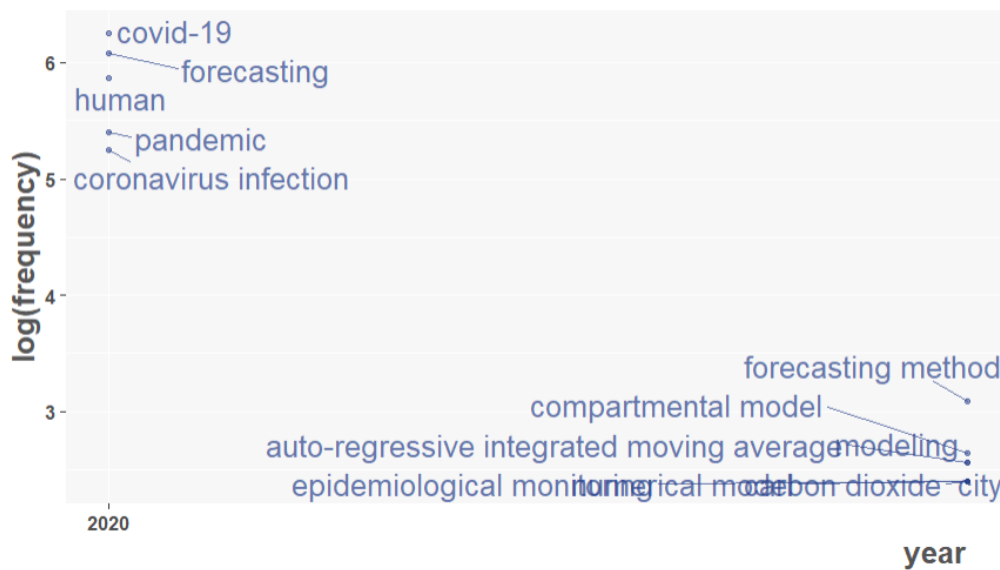 covid-19
6
forecasting
human
pandemic
5
coronavirus infection
log(frequency)
4
forecasting method
3
compartmental model
auto-regressive integrated moving average
modeling
epidemiological monitoring
numerical model
carbon dioxide
city
2020
year